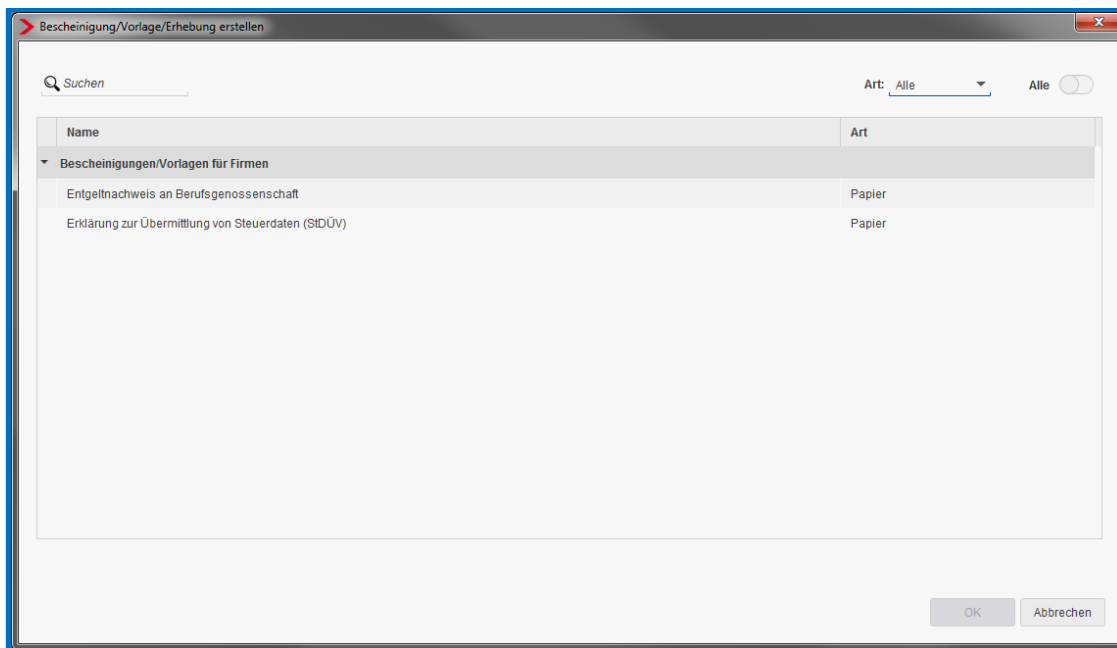 Bescheinigung/Vorlage/Erhebung erstellen
x
Suchen
Art: Alle
Alle
Name Art
Bescheinigungen/Vorlagen für Firmen
Entgeltnachweis an Berufsgenossenschaft Papier
Erklärung zur Übermittlung von Steuerdaten (StDÜV) Papier
OK Abbrechen